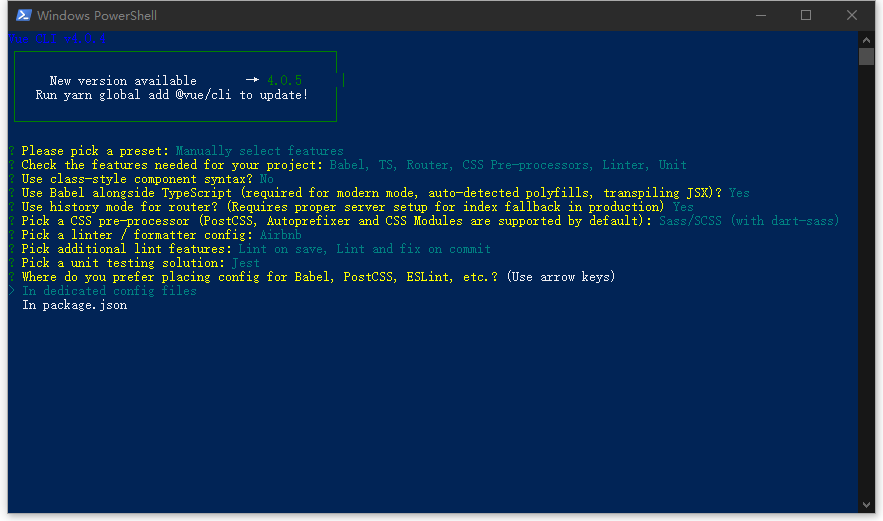 Windows PowerShell
Vue CLI
New version available → 4.0.5
Run yarn global add @vue/cli to update!
? Please pick a preset: Manually select features
? Check the features needed for your project: Babel, TS, Router, CSS Pre-processors, Linter, Unit
? Use class-style component syntax? No
? Use Babel alongside TypeScript (required for modern mode, auto-detected polyfills, transpiling JSX)? Yes
? Use history mode for router? (Requires proper server setup for index fallback in production) Yes
? Pick a CSS pre-processor (PostCSS, Autoprefixer and CSS Modules are supported by default): Sass/SCSS (with dart-sass)
? Pick a linter / formatter config: Airbnb
? Pick additional lint features: Lint on save, Lint and fix on commit
? Pick a unit testing solution: Jest
? Where do you prefer placing config for Babel, PostCSS, ESLint, etc.? (Use arrow keys)
> In dedicated config files
In package.json